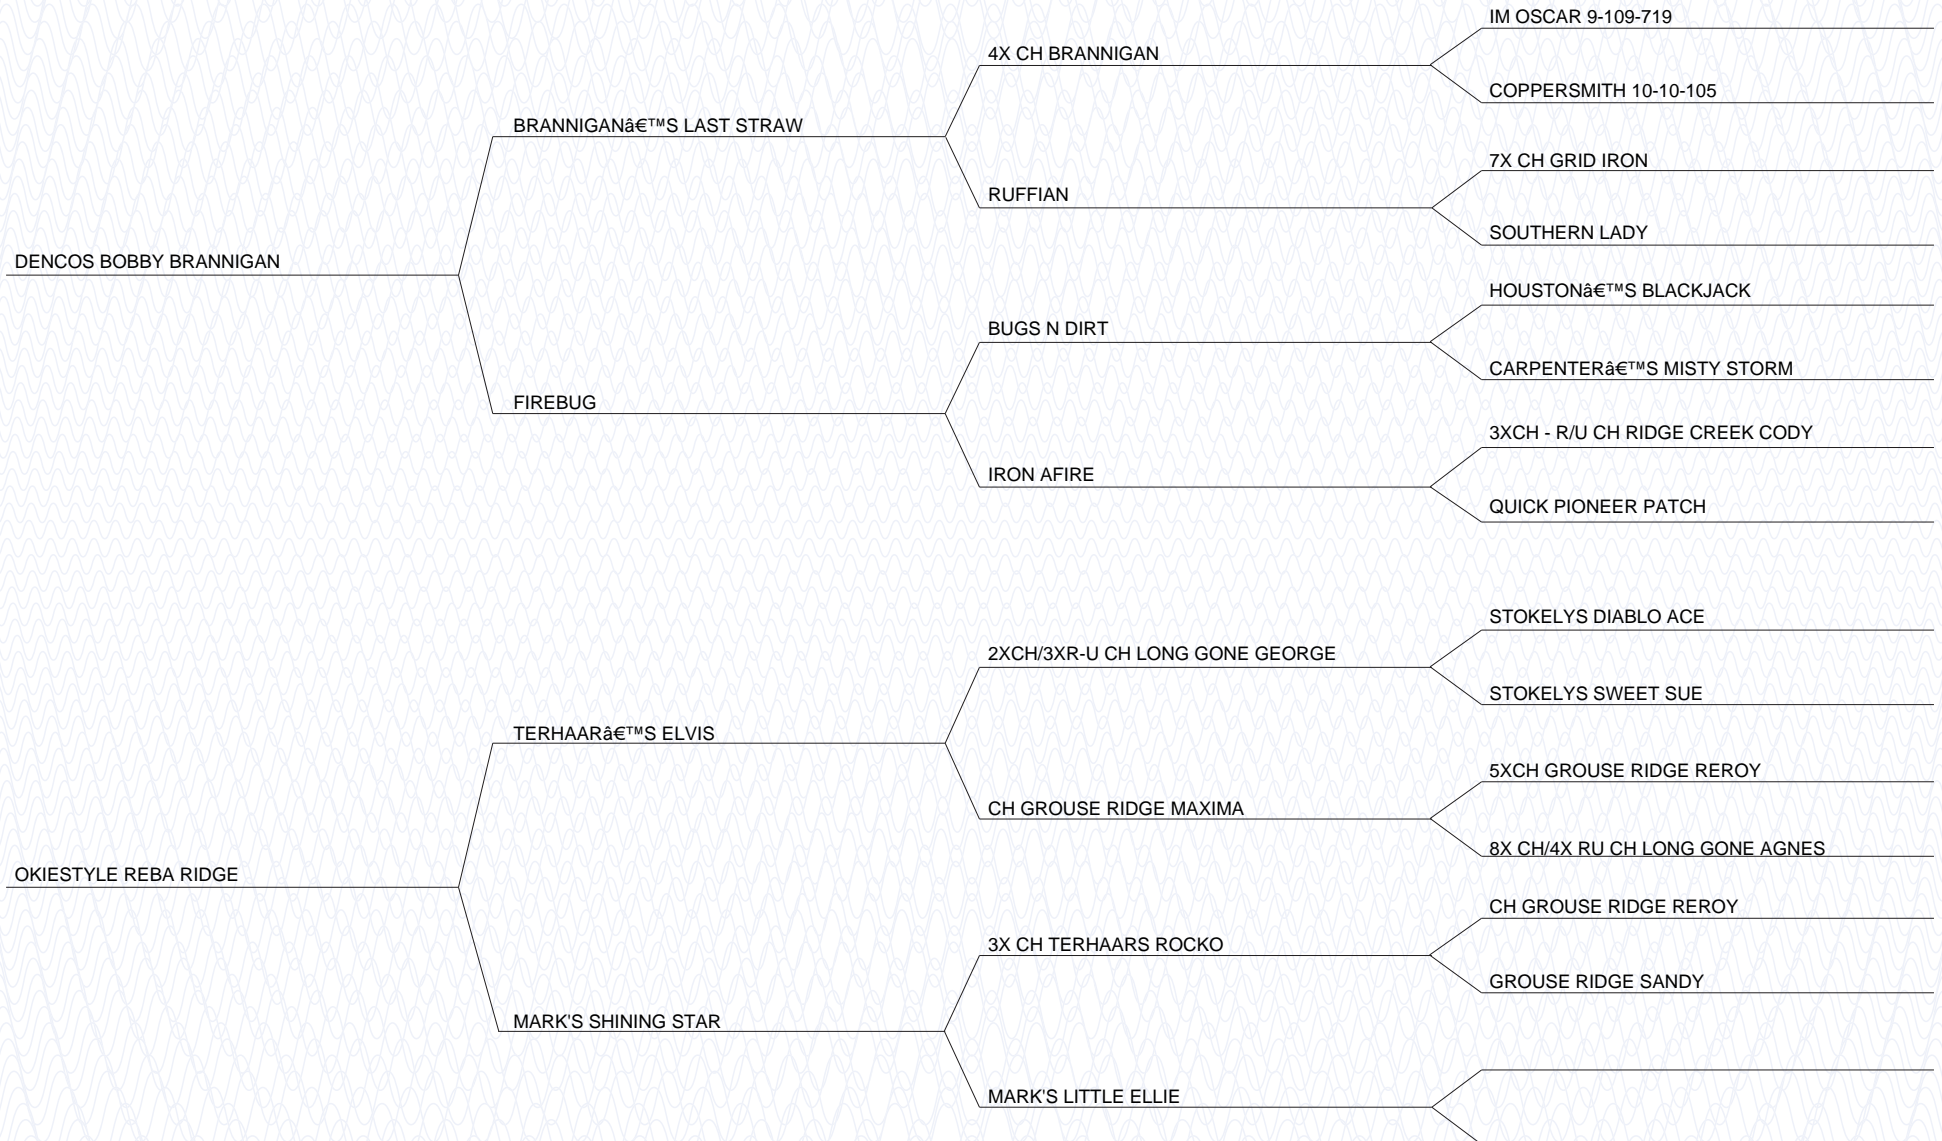 IM OSCAR 9-109-719
4X CH BRANNIGAN
COPPERSMITH 10-10-105
BRANNIGANâ€™S LAST STRAW
7X CH GRID IRON
RUFFIAN
SOUTHERN LADY
DENCOS BOBBY BRANNIGAN
HOUSTONâ€™S BLACKJACK
BUGS N DIRT
CARPENTERâ€™S MISTY STORM
FIREBUG
3XCH - R/U CH RIDGE CREEK CODY
IRON AFIRE
QUICK PIONEER PATCH
STOKELYS DIABLO ACE
2XCH/3XR-U CH LONG GONE GEORGE
STOKELYS SWEET SUE
TERHAARâ€™S ELVIS
5XCH GROUSE RIDGE REROY
CH GROUSE RIDGE MAXIMA
8X CH/4X RU CH LONG GONE AGNES
OKIESTYLE REBA RIDGE
CH GROUSE RIDGE REROY
3X CH TERHAARS ROCKO
GROUSE RIDGE SANDY
MARK'S SHINING STAR
MARK'S LITTLE ELLIE